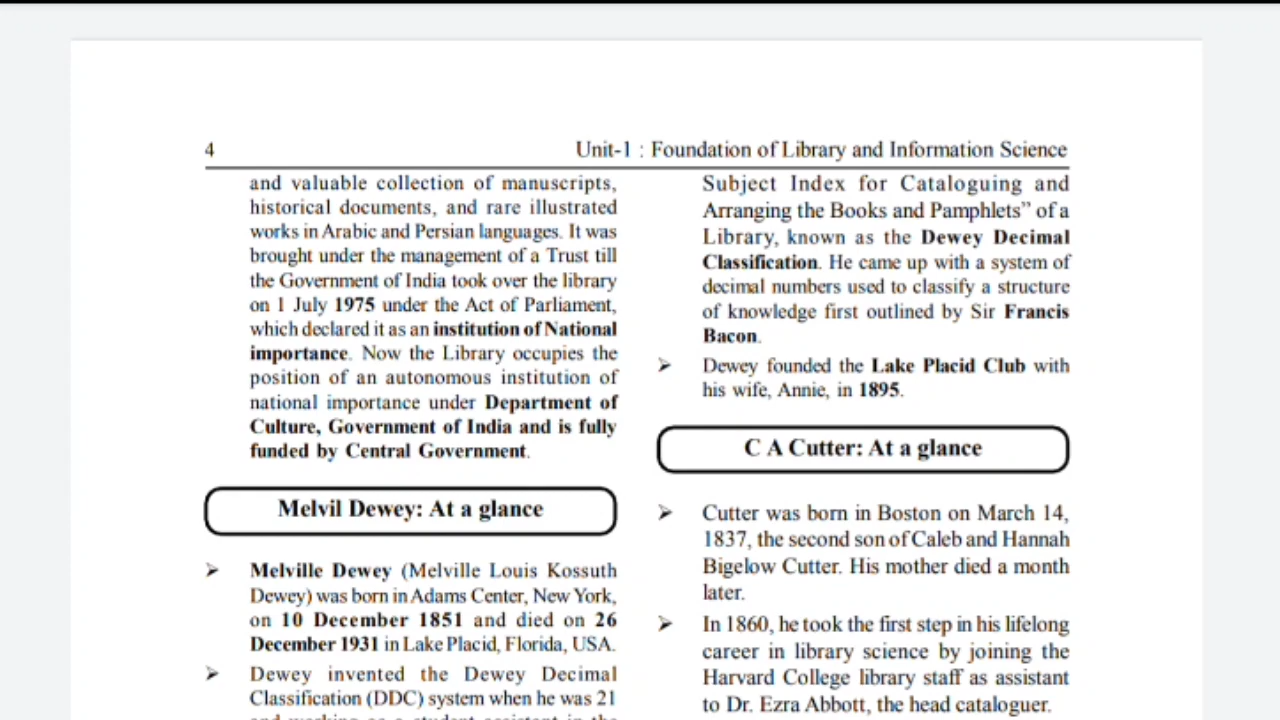 4
Unit-1 : Foundation of Library and Information Science
and valuable collection of manuscripts,
historical documents, and rare illustrated
works in Arabic and Persian languages. It was
brought under the management of a Trust till
the Government of India took over the library
on 1 July 1975 under the Act of Parliament,
which declared it as an institution of National
importance. Now the Library occupies the
position of an autonomous institution of
national importance under Department of
Culture, Government of India and is fully
funded by Central Government.
Melvil Dewey: At a glance
➢ Melville Dewey (Melville Louis Kossuth
Dewey) was born in Adams Center, New York,
on 10 December 1851 and died on 26
December 1931 in Lake Placid, Florida, USA.
➢ Dewey invented the Dewey Decimal
Classification (DDC) system when he was 21
and working as a student assistant in the
Subject Index for Cataloguing and
Arranging the Books and Pamphlets” of a
Library, known as the Dewey Decimal
Classification. He came up with a system of
decimal numbers used to classify a structure
of knowledge first outlined by Sir Francis
Bacon.
➢ Dewey founded the Lake Placid Club with
his wife, Annie, in 1895.
C A Cutter: At a glance
➢ Cutter was born in Boston on March 14,
1837, the second son of Caleb and Hannah
Bigelow Cutter. His mother died a month
later.
➢ In 1860, he took the first step in his lifelong
career in library science by joining the
Harvard College library staff as assistant
to Dr. Ezra Abbott, the head cataloguer.